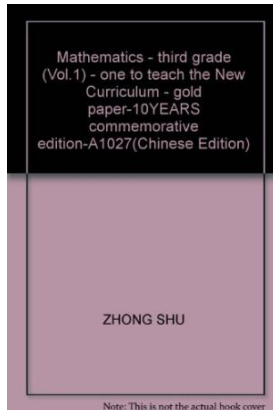 Mathematics - third grade
(Vol.1) - one to teach the New
Curriculum - gold
paper-10YEARS
commemorative
edition-A1027(Chinese Edition)
ZHONG SHU
Note: This is not the actual book cover